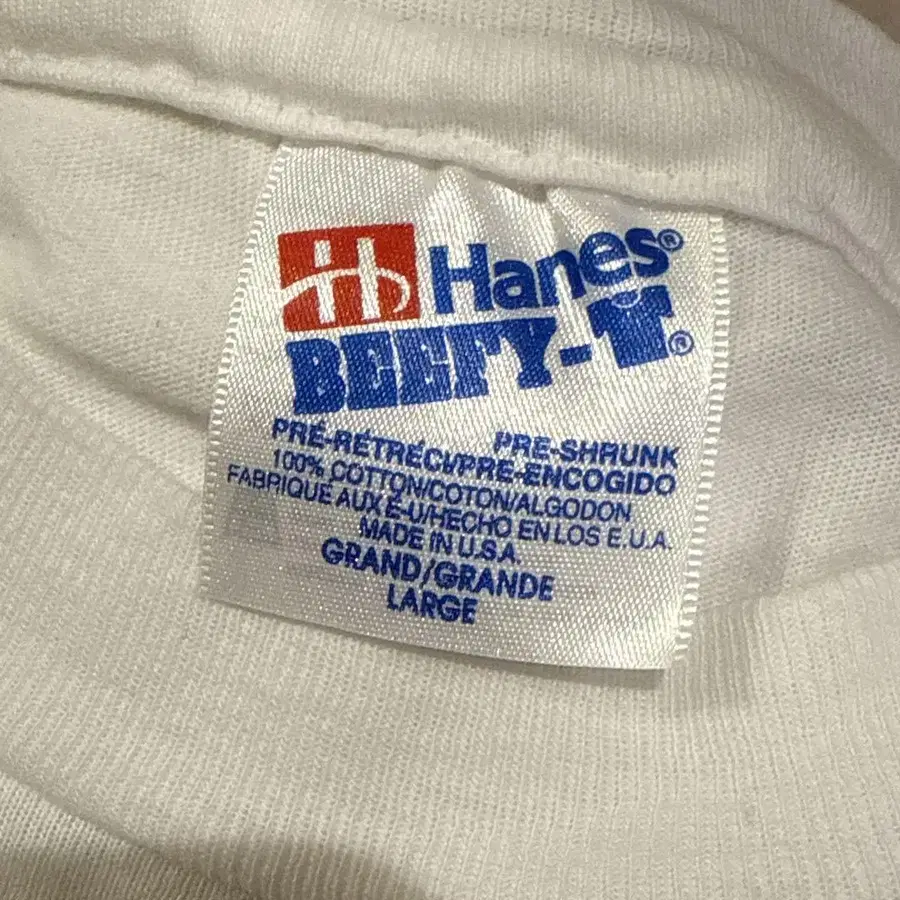 Hanes®
BEEFY-T®
PRE-SHRUNK
PRÉ-RÉTRÉCI/PRE-ENCOGIDO
100% COTTON/COTON/ALGODON
FABRIQUÉ AUX É-U/HECHO EN LOS E.U.A.
MADE IN U.S.A.
GRAND/GRANDE
LARGE